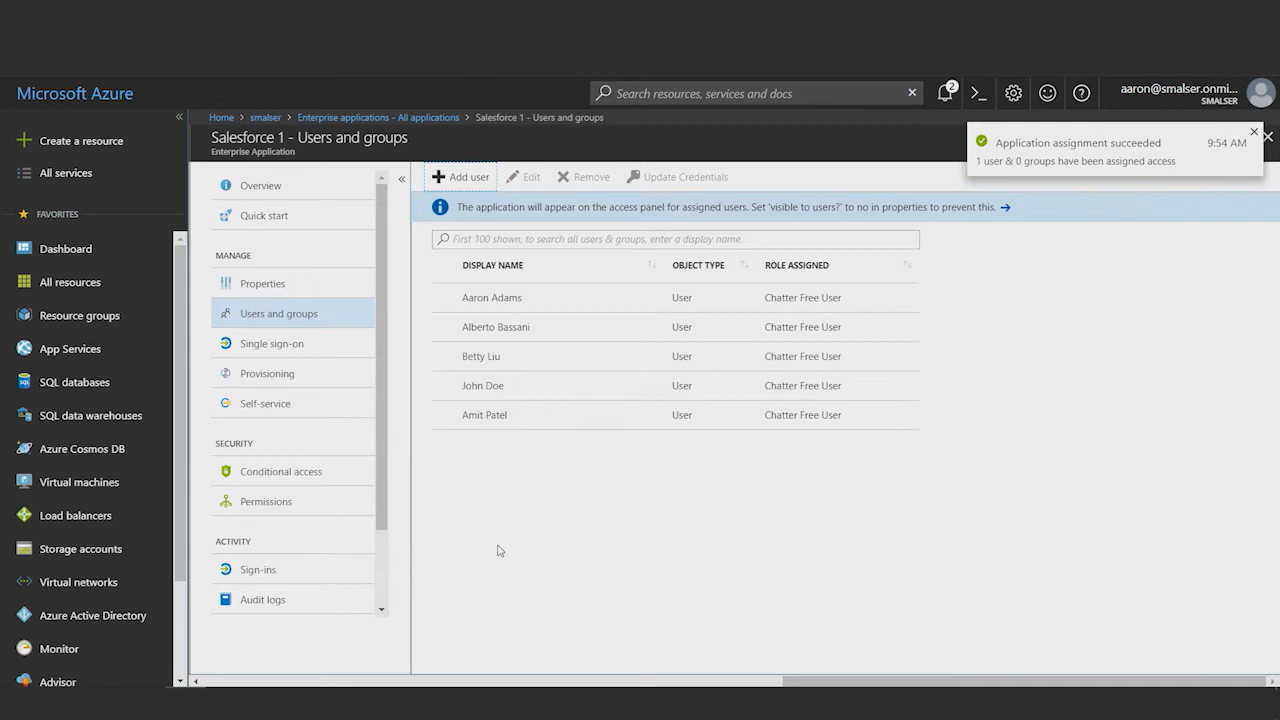 Microsoft Azure
Search resources, services and docs
2
aaron@smalser.onmi...
SMALSER
Create a resource
All services
FAVORITES
Dashboard
All resources
Resource groups
App Services
SQL databases
SQL data warehouses
Azure Cosmos DB
Virtual machines
Load balancers
Storage accounts
Virtual networks
Azure Active Directory
Monitor
Advisor
Home > smalser > Enterprise applications - All applications > Salesforce 1 - Users and groups
Salesforce 1 - Users and groups
Enterprise Application
Overview
Quick start
MANAGE
Properties
Users and groups
Single sign-on
Provisioning
Self-service
SECURITY
Conditional access
Permissions
ACTIVITY
Sign-ins
Audit logs
Add user Edit Remove Update Credentials
The application will appear on the access panel for assigned users. Set 'visible to users?' to no in properties to prevent this.
First 100 shown, to search all users & groups, enter a display name.
DISPLAY NAME OBJECT TYPE ROLE ASSIGNED
Aaron Adams User Chatter Free User
Alberto Bassani User Chatter Free User
Betty Liu User Chatter Free User
John Doe User Chatter Free User
Amit Patel User Chatter Free User
Application assignment succeeded 9:54 AM
1 user & 0 groups have been assigned access